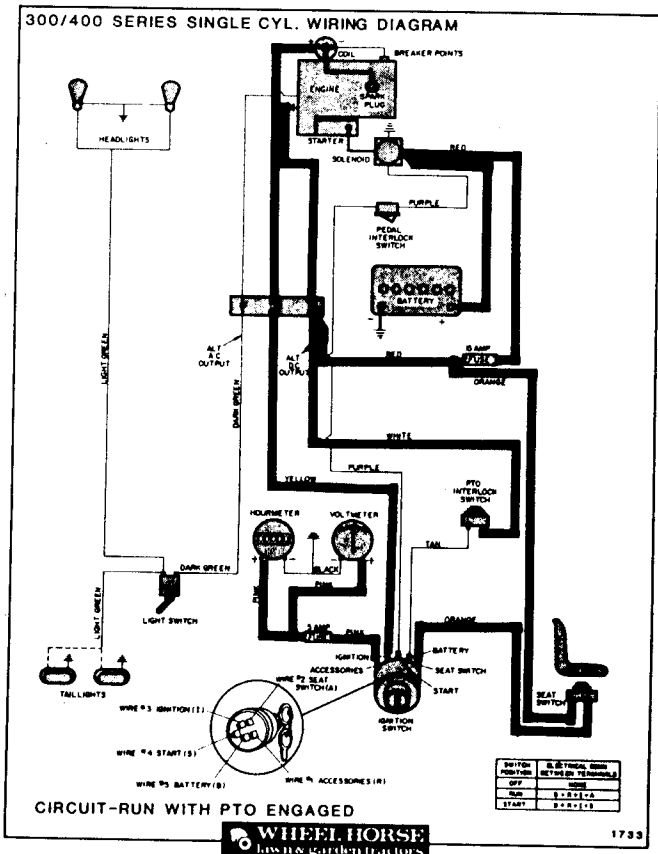 300/400 SERIES SINGLE CYL. WIRING DIAGRAM
COIL
BREAKER POINTS
ENGINE
SPARK
PLUG
HEADLIGHTS
STARTER
SOLENOID
RED
PURPLE
PEDAL
INTERLOCK
SWITCH
BATTERY
- +
ALT
A.C
OUTPUT
ALT
DC
OUTPUT
LIGHT GREEN
DARK GREEN
RED
15 AMP
FUSE
ORANGE
WHITE
PURPLE
YELLOW
PTO
INTERLOCK
SWITCH
HOURMETER
VOLTMETER
+ - - +
BLACK
TAN
DARK GREEN
PINK
PINK
LIGHT GREEN
LIGHT SWITCH
5 AMP
FUSE
PINK
ORANGE
IGNITION
BATTERY
ACCESSORIES
SEAT SWITCH
START
TAILLIGHTS
SEAT
SWITCH
IGNITION
SWITCH
WIRE #2 SEAT
SWITCH(A)
WIRE #3 IGNITION(I)
WIRE #4 START(S)
WIRE #5 BATTERY(B)
WIRE #1 ACCESSORIES(R)
SWITCH
POSITION
BETWEEN TERMINALS
OFF NONE
RUN B+R+I+A
START B+R+I+S
CIRCUIT-RUN WITH PTO ENGAGED
WHEEL HORSE
lawn & garden tractors
1733